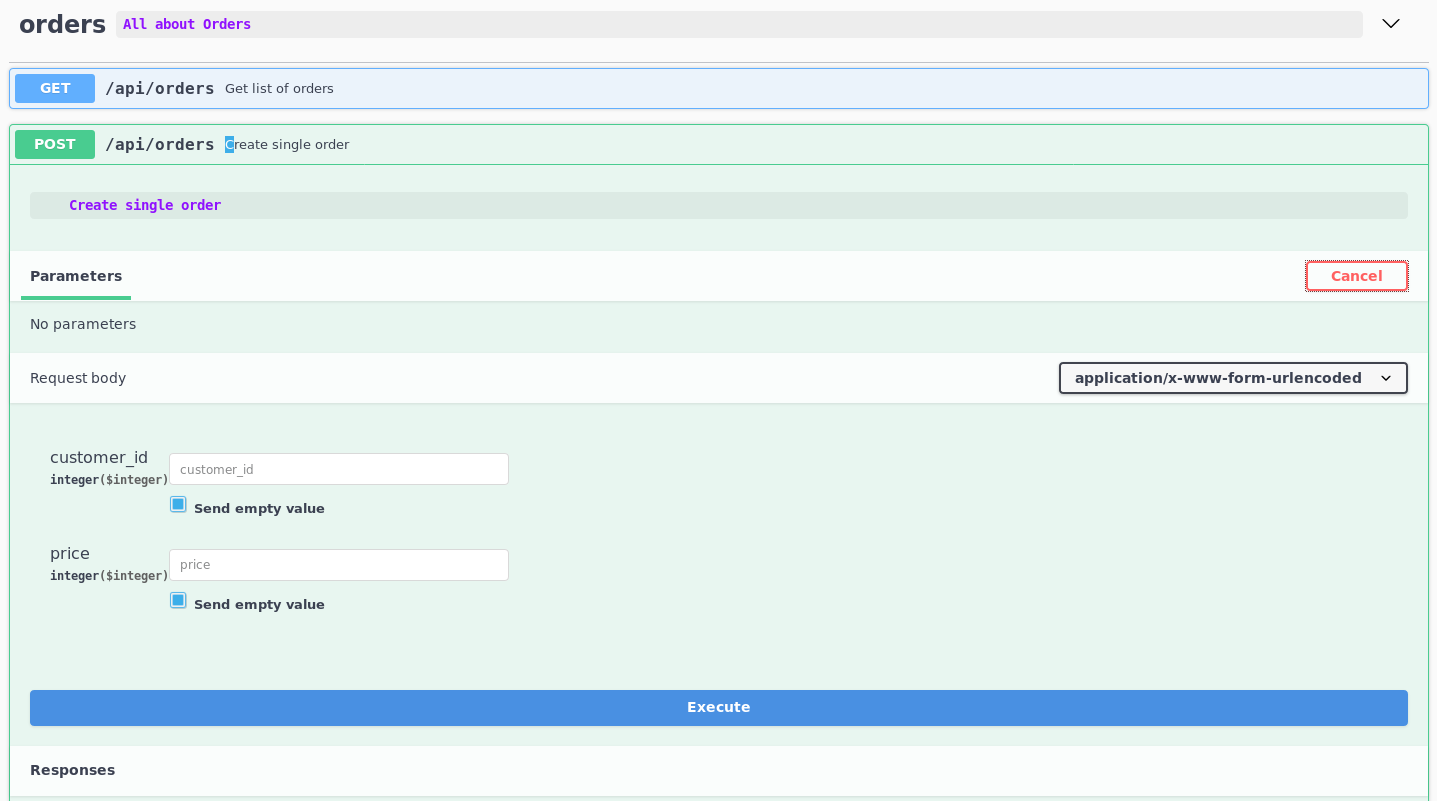 orders All about Orders
GET /api/orders Get list of orders
POST /api/orders Create single order
Create single order
Parameters Cancel
No parameters
Request body application/x-www-form-urlencoded
customer_id
integer($integer) customer_id
Send empty value
price
integer($integer) price
Send empty value
Execute
Responses